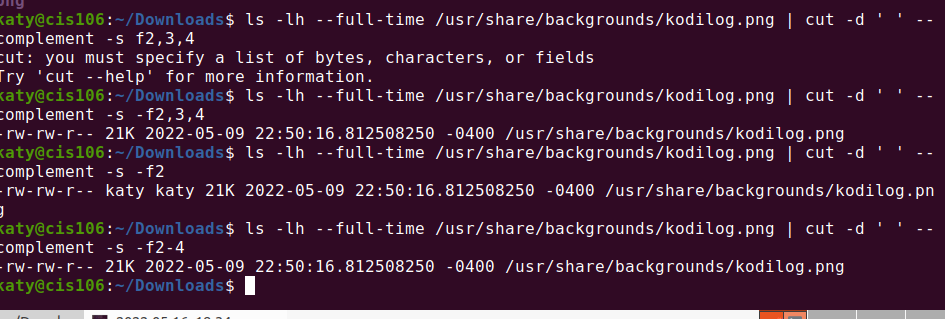 png
katy@cis106:~/Downloads$ ls -lh --full-time /usr/share/backgrounds/kodilog.png | cut -d ' ' --
complement -s f2,3,4
cut: you must specify a list of bytes, characters, or fields
Try 'cut --help' for more information.
katy@cis106:~/Downloads$ ls -lh --full-time /usr/share/backgrounds/kodilog.png | cut -d ' ' --
complement -s -f2,3,4
-rw-rw-r-- 21K 2022-05-09 22:50:16.812508250 -0400 /usr/share/backgrounds/kodilog.png
katy@cis106:~/Downloads$ ls -lh --full-time /usr/share/backgrounds/kodilog.png | cut -d ' ' --
complement -s -f2
-rw-rw-r-- katy katy 21K 2022-05-09 22:50:16.812508250 -0400 /usr/share/backgrounds/kodilog.pn
g
katy@cis106:~/Downloads$ ls -lh --full-time /usr/share/backgrounds/kodilog.png | cut -d ' ' --
complement -s -f2-4
-rw-rw-r-- 21K 2022-05-09 22:50:16.812508250 -0400 /usr/share/backgrounds/kodilog.png
katy@cis106:~/Downloads$